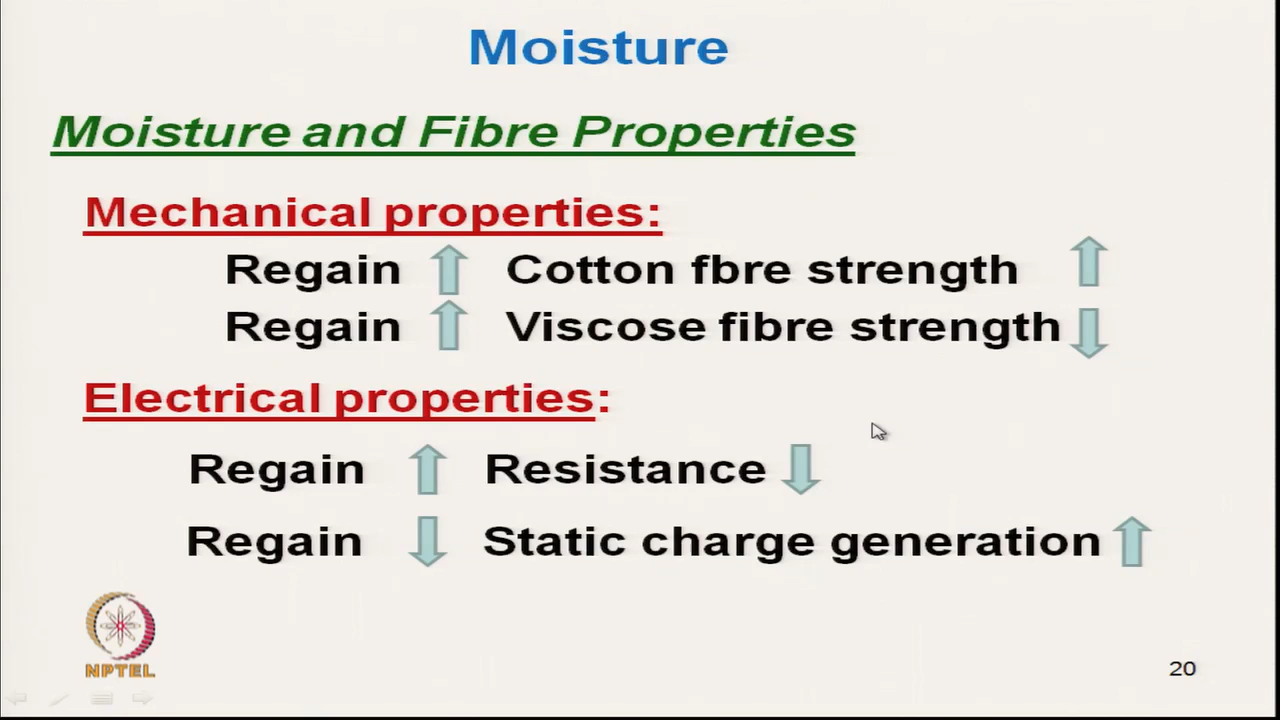 Moisture
Moisture and Fibre Properties
Mechanical properties:
Regain ↑ Cotton fbre strength ↑
Regain ↑ Viscose fibre strength ↓
Electrical properties:
Regain ↑ Resistance ↓
Regain ↓ Static charge generation ↑
NPTEL
20